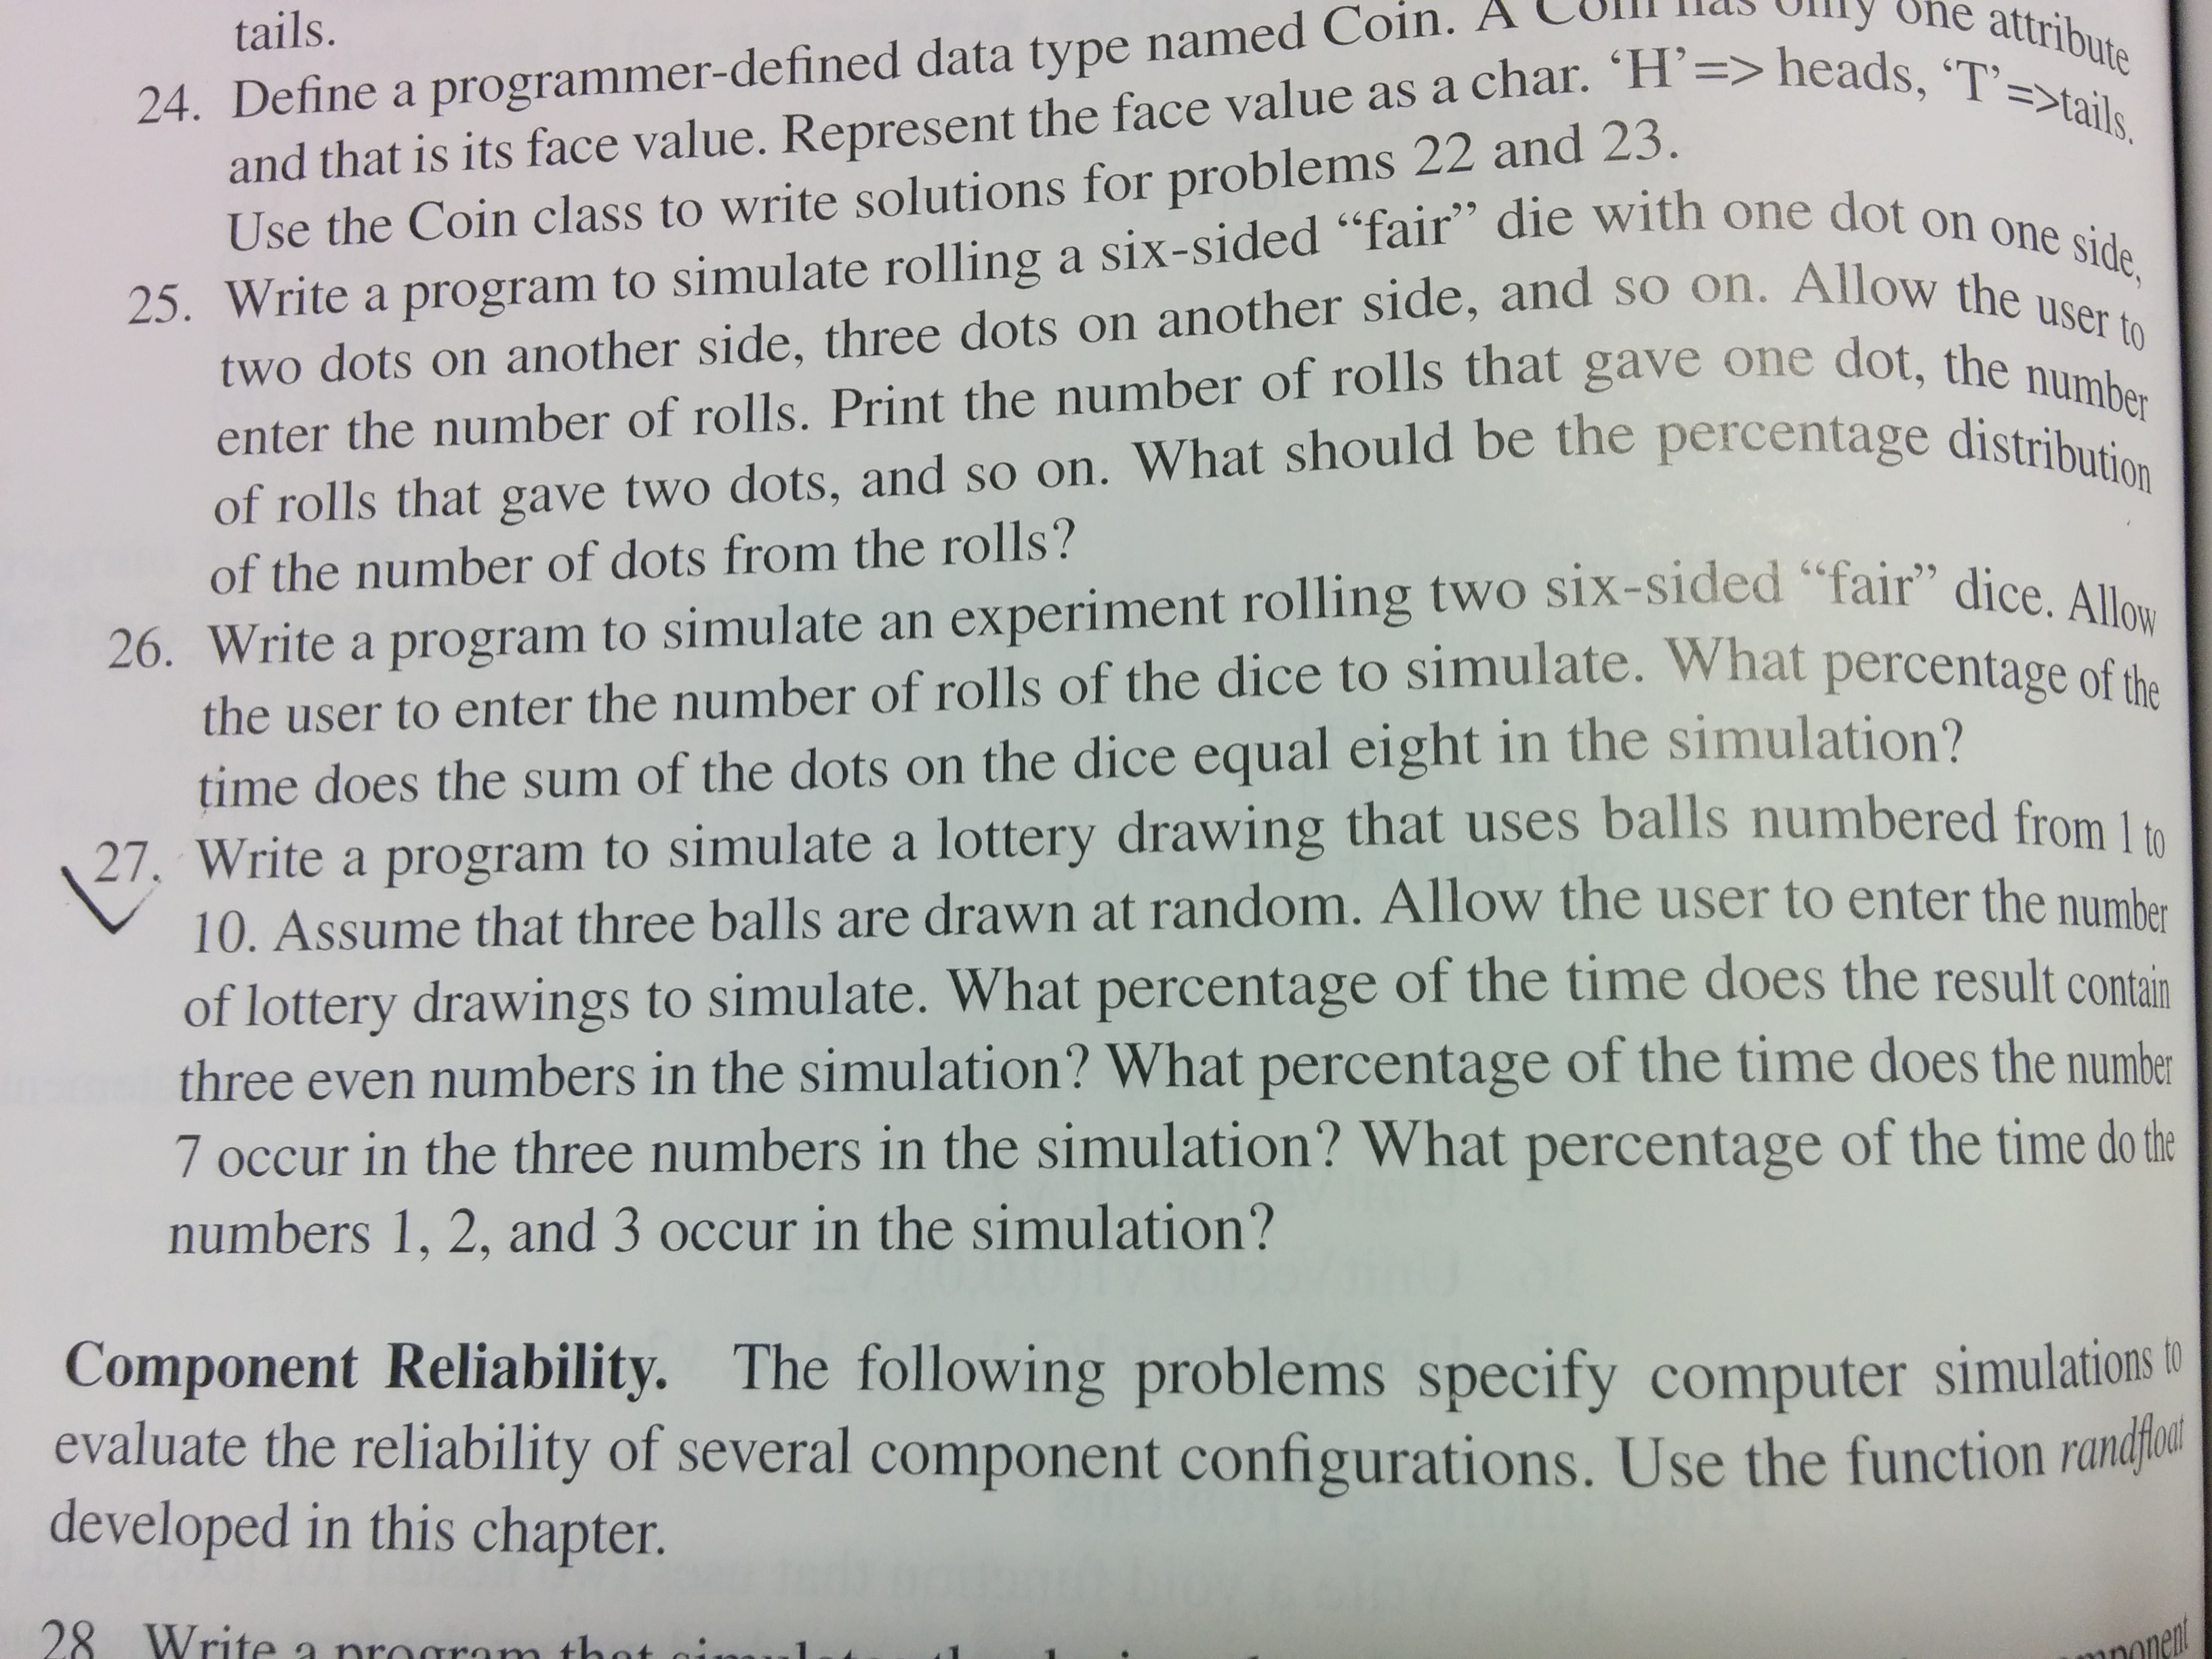 tails.
24. Define a programmer-defined data type named Coin. A Coin has only one attribute
and that is its face value. Represent the face value as a char. ‘H’=> heads, ‘T’=>tails.
Use the Coin class to write solutions for problems 22 and 23.
25. Write a program to simulate rolling a six-sided “fair” die with one dot on one side,
two dots on another side, three dots on another side, and so on. Allow the user to
enter the number of rolls. Print the number of rolls that gave one dot, the number
of rolls that gave two dots, and so on. What should be the percentage distribution
of the number of dots from the rolls?
26. Write a program to simulate an experiment rolling two six-sided “fair” dice. Allow
the user to enter the number of rolls of the dice to simulate. What percentage of the
time does the sum of the dots on the dice equal eight in the simulation?
27. Write a program to simulate a lottery drawing that uses balls numbered from 1 to
10. Assume that three balls are drawn at random. Allow the user to enter the number
of lottery drawings to simulate. What percentage of the time does the result contain
three even numbers in the simulation? What percentage of the time does the number
7 occur in the three numbers in the simulation? What percentage of the time do the
numbers 1, 2, and 3 occur in the simulation?
Component Reliability. The following problems specify computer simulations to
evaluate the reliability of several component configurations. Use the function randfloat
developed in this chapter.
28. Write a program that simulates the component